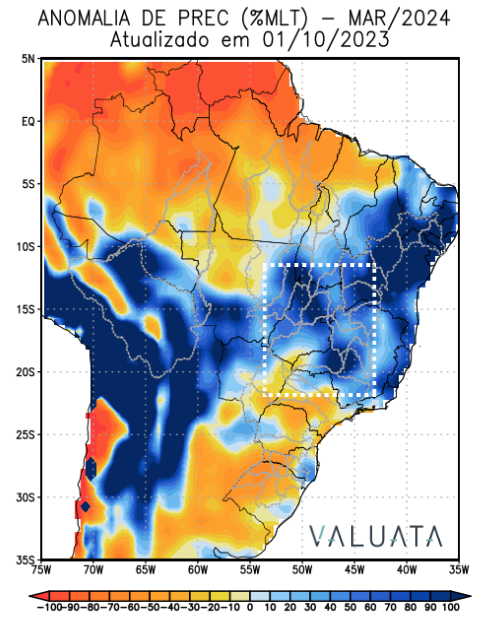 ANOMALIA DE PREC (%MLT) – MAR/2024
Atualizado em 01/10/2023
5N
EQ
5S
10S
15S
20S
25S
30S
35S
VALUATA
75W 70W 65W 60W 55W 50W 45W 40W 35W
-100 -90 -80 -70 -60 -50 -40 -30 -20 -10 0 10 20 30 40 50 60 70 80 90 100